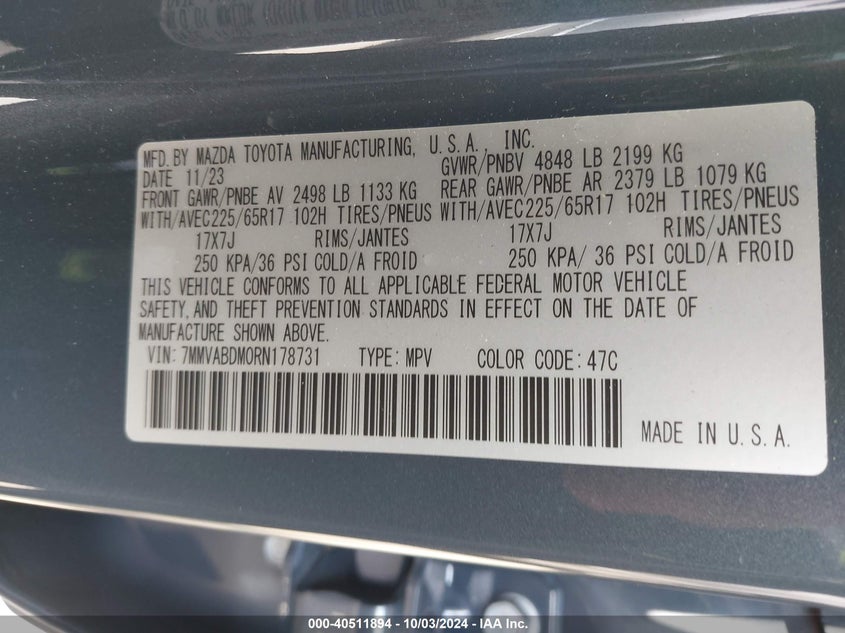 MFD. BY MAZDA TOYOTA MANUFACTURING, U.S.A., INC.
DATE 11/23 GVWR/PNBV 4848 LB 2199 KG
FRONT GAWR/PNBE AV 2498 LB 1133 KG REAR GAWR/PNBE AR 2379 LB 1079 KG
WITH/AVEC225/65R17 102H TIRES/PNEUS WITH/AVEC225/65R17 102H TIRES/PNEUS
17X7J RIMS/JANTES 17X7J RIMS/JANTES
250 KPA/36 PSI COLD/A FROID 250 KPA/ 36 PSI COLD/A FROID
THIS VEHICLE CONFORMS TO ALL APPLICABLE FEDERAL MOTOR VEHICLE
SAFETY, AND THEFT PREVENTION STANDARDS IN EFFECT ON THE DATE OF
MANUFACTURE SHOWN ABOVE.
VIN: 7MMVABDM0RN178731 TYPE: MPV COLOR CODE: 47C
MADE IN U.S.A.
000-40511894 - 10/03/2024 - IAA Inc.